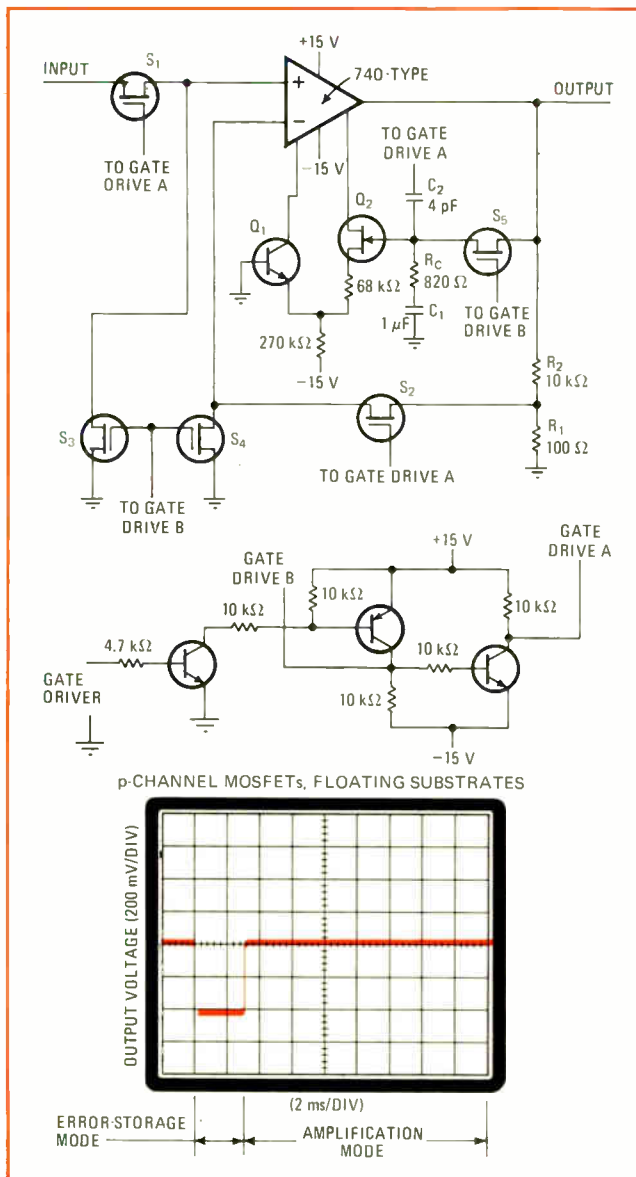 +15 V
S1
INPUT
740-TYPE
OUTPUT
+
−
TO GATE
ORIVE A
−15 V
TO GATE
DRIVE A
C2
4 pF
Q1
Q2
S5
RC
820 Ω
68 kΩ
TO GATE
DRIVE B
C1
1 μF
270 kΩ
−15 V
R2
10 kΩ
S2
S3
S4
R1
100 Ω
TO GATE
DRIVE B
TO GATE DRIVE A
+15 V
GATE
DRIVE A
GATE
DRIVE B
10 kΩ
10 kΩ
10 kΩ
4.7 kΩ
10 kΩ
GATE
ORIVER
10 kΩ
−15 V
p-CHANNEL MOSFETs, FLOATING SUBSTRATES
OUTPUT VOLTAGE (200 mV/DIV)
(2 ms/DIV)
ERROR-STORAGE
MODE
AMPLIFICATION
MODE